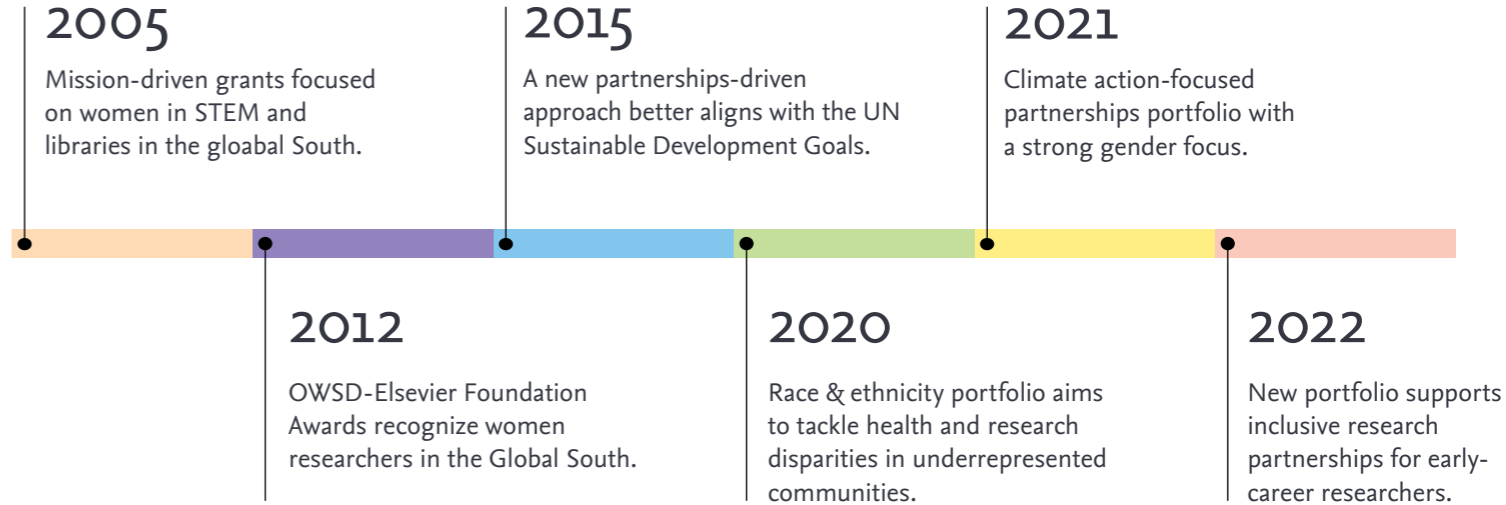 2005
Mission-driven grants focused
on women in STEM and
libraries in the gloabal South.
2012
OWSD-Elsevier Foundation
Awards recognize women
researchers in the Global South.
2015
A new partnerships-driven
approach better aligns with the UN
Sustainable Development Goals.
2020
Race & ethnicity portfolio aims
to tackle health and research
disparities in underrepresented
communities.
2021
Climate action-focused
partnerships portfolio with
a strong gender focus.
2022
New portfolio supports
inclusive research
partnerships for early-
career researchers.